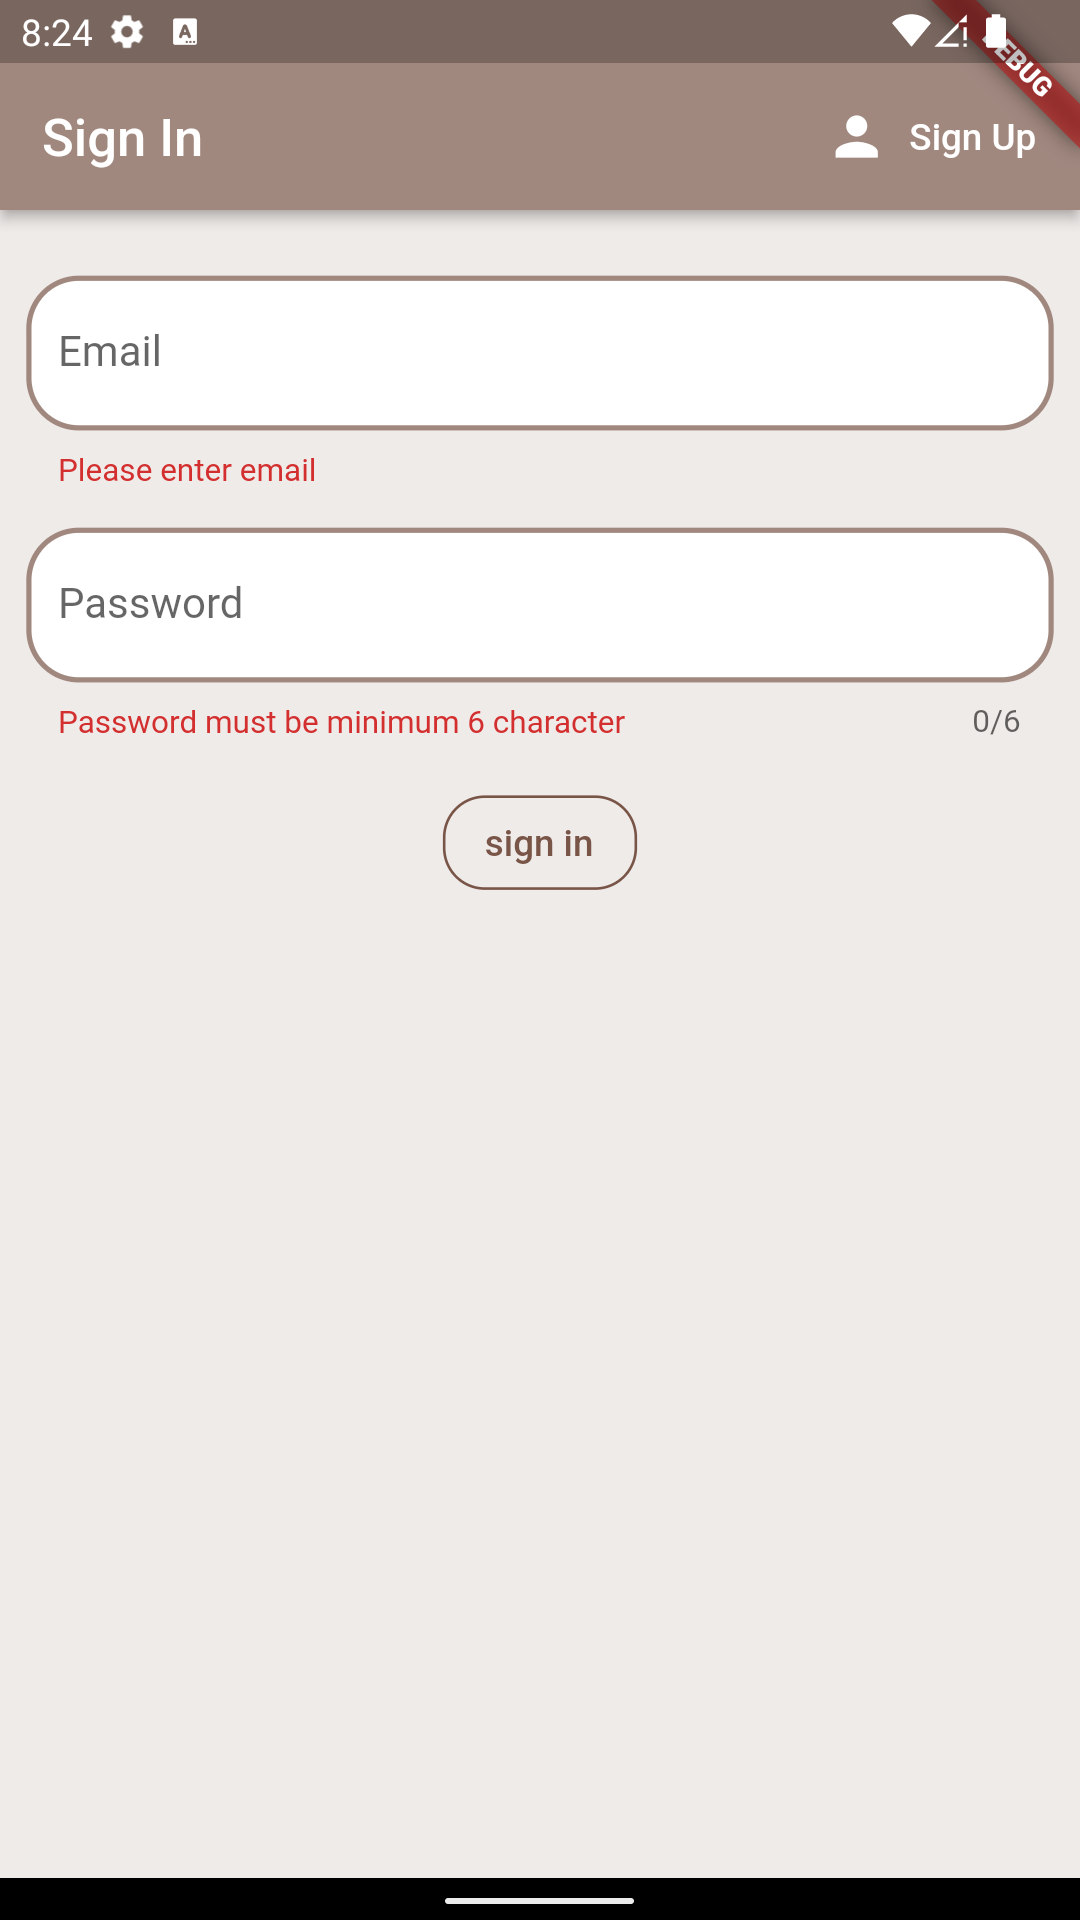 8:24
Sign In
Sign Up
Email
Please enter email
Password
Password must be minimum 6 character
0/6
sign in